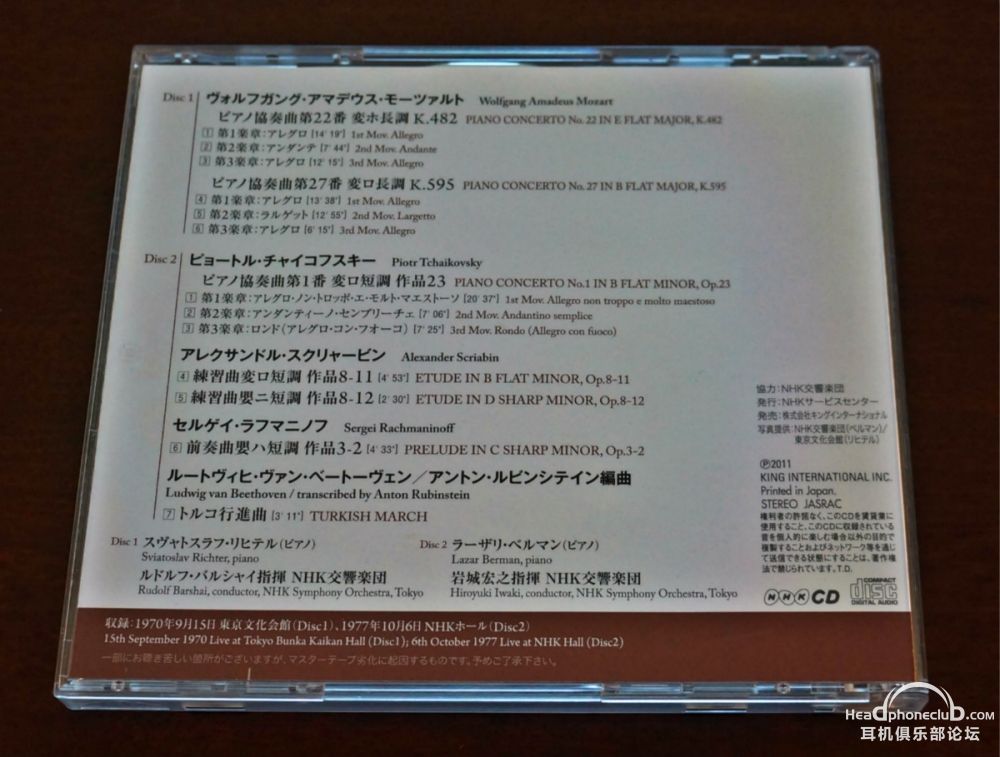 Disc 1 ヴォルフガング・アマデウス・モーツァルト Wolfgang Amadeus Mozart
ピアノ協奏曲第22番 変ホ長調 K.482 PIANO CONCERTO No. 22 IN E FLAT MAJOR, K.482
1 第1楽章:アレグロ [14' 19"] 1st Mov. Allegro
2 第2楽章:アンダンテ [7' 44"] 2nd Mov. Andante
3 第3楽章:アレグロ [12' 15"] 3rd Mov. Allegro
ピアノ協奏曲第27番 変ロ長調 K.595 PIANO CONCERTO No. 27 IN B FLAT MAJOR, K.595
4 第1楽章:アレグロ [13' 38"] 1st Mov. Allegro
5 第2楽章:ラルゲット [12' 55"] 2nd Mov. Largetto
6 第3楽章:アレグロ [6' 15"] 3rd Mov. Allegro
Disc 2 ピョートル・チャイコフスキー Piotr Tchaikovsky
ピアノ協奏曲第1番 変ロ短調 作品23 PIANO CONCERTO No.1 IN B FLAT MINOR, Op.23
1 第1楽章:アレグロ・ノン・トロッポ・エ・モルト・マエストーソ [20' 37"] 1st Mov. Allegro non troppo e molto maestoso
2 第2楽章:アンダンティーノ・センプリーチェ [7' 06"] 2nd Mov. Andantino semplice
3 第3楽章:ロンド(アレグロ・コン・フオーコ) [7' 25"] 3rd Mov. Rondo (Allegro con fuoco)
アレクサンドル・スクリャービン Alexander Scriabin
4 練習曲変ロ短調 作品8-11 [4' 53"] ETUDE IN B FLAT MINOR, Op.8-11
5 練習曲嬰ニ短調 作品8-12 [2' 30"] ETUDE IN D SHARP MINOR, Op.8-12
セルゲイ・ラフマニノフ Sergei Rachmaninoff
6 前奏曲嬰ハ短調 作品3-2 [4' 33"] PRELUDE IN C SHARP MINOR, Op.3-2
ルートヴィヒ・ヴァン・ベートーヴェン/アントン・ルビンシテイン編曲
Ludwig van Beethoven / transcribed by Anton Rubinstein
7 トルコ行進曲 [3' 11"] TURKISH MARCH
Disc 1 スヴャトスラフ・リヒテル(ピアノ)
Sviatoslav Richter, piano
ルドルフ・バルシャイ指揮 NHK交響楽団
Rudolf Barshai, conductor, NHK Symphony Orchestra, Tokyo
Disc 2 ラーザリ・ベルマン(ピアノ)
Lazar Berman, piano
岩城宏之指揮 NHK交響楽団
Hiroyuki Iwaki, conductor, NHK Symphony Orchestra, Tokyo
協力:NHK交響楽団
発行:NHKサービスセンター
発売:株式会社キングインターナショナル
写真提供:NHK交響楽団(ベルマン)/
東京文化会館(リヒテル)
℗2011
KING INTERNATIONAL INC.
Printed in Japan.
STEREO JASRAC
権利者の許諾なく、このCDを賃貸業に
使用すること、このCDに収録されている
音を個人的に楽しむ場合以外の目的で
複製することおよびネットワーク等を通じ
て送信できる状態にすることは、著作権
法で禁じられています。T.D.
NHK CD
COMPACT disc DIGITAL AUDIO
収録:1970年9月15日 東京文化会館(Disc1)、1977年10月6日 NHKホール(Disc2)
15th September 1970 Live at Tokyo Bunka Kaikan Hall (Disc1); 6th October 1977 Live at NHK Hall (Disc2)
一部にお聴き苦しい箇所がございますが、マスターテープ劣化に起因するものです。予めご了承下さい。
HeadphoneClub.com
耳机俱乐部论坛